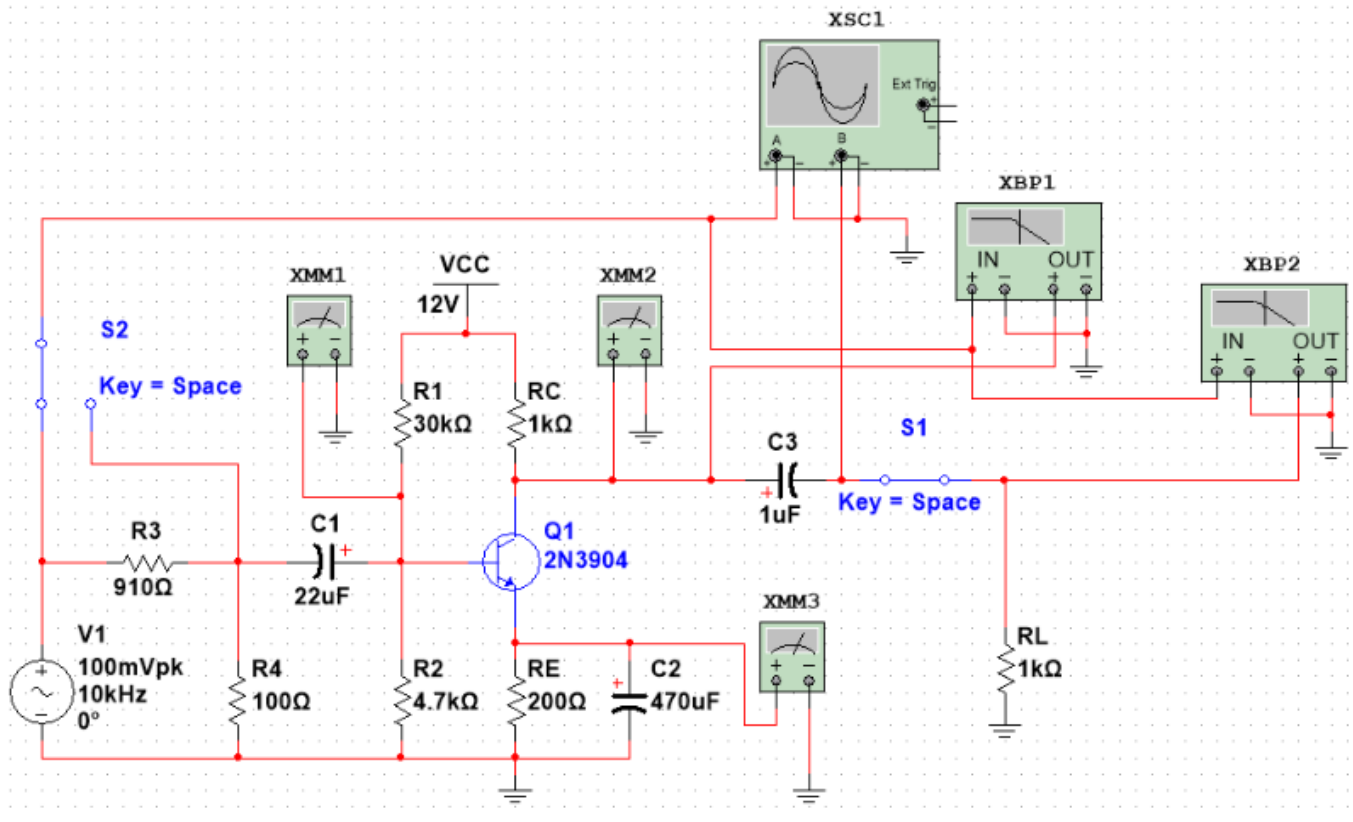 XSC1
Ext Trig
+
−
A
B
+
−
+
−
XBP1
IN
OUT
+
−
+
−
XBP2
IN
OUT
+
−
+
−
XMM1
+
−
VCC
12V
XMM2
+
−
S2
Key = Space
R1
30kΩ
RC
1kΩ
S1
Key = Space
C3
+
1uF
R3
910Ω
C1
+
22uF
Q1
2N3904
V1
+
−
100mVpk
10kHz
0°
R4
100Ω
R2
4.7kΩ
RE
200Ω
C2
+
470uF
XMM3
+
−
RL
1kΩ